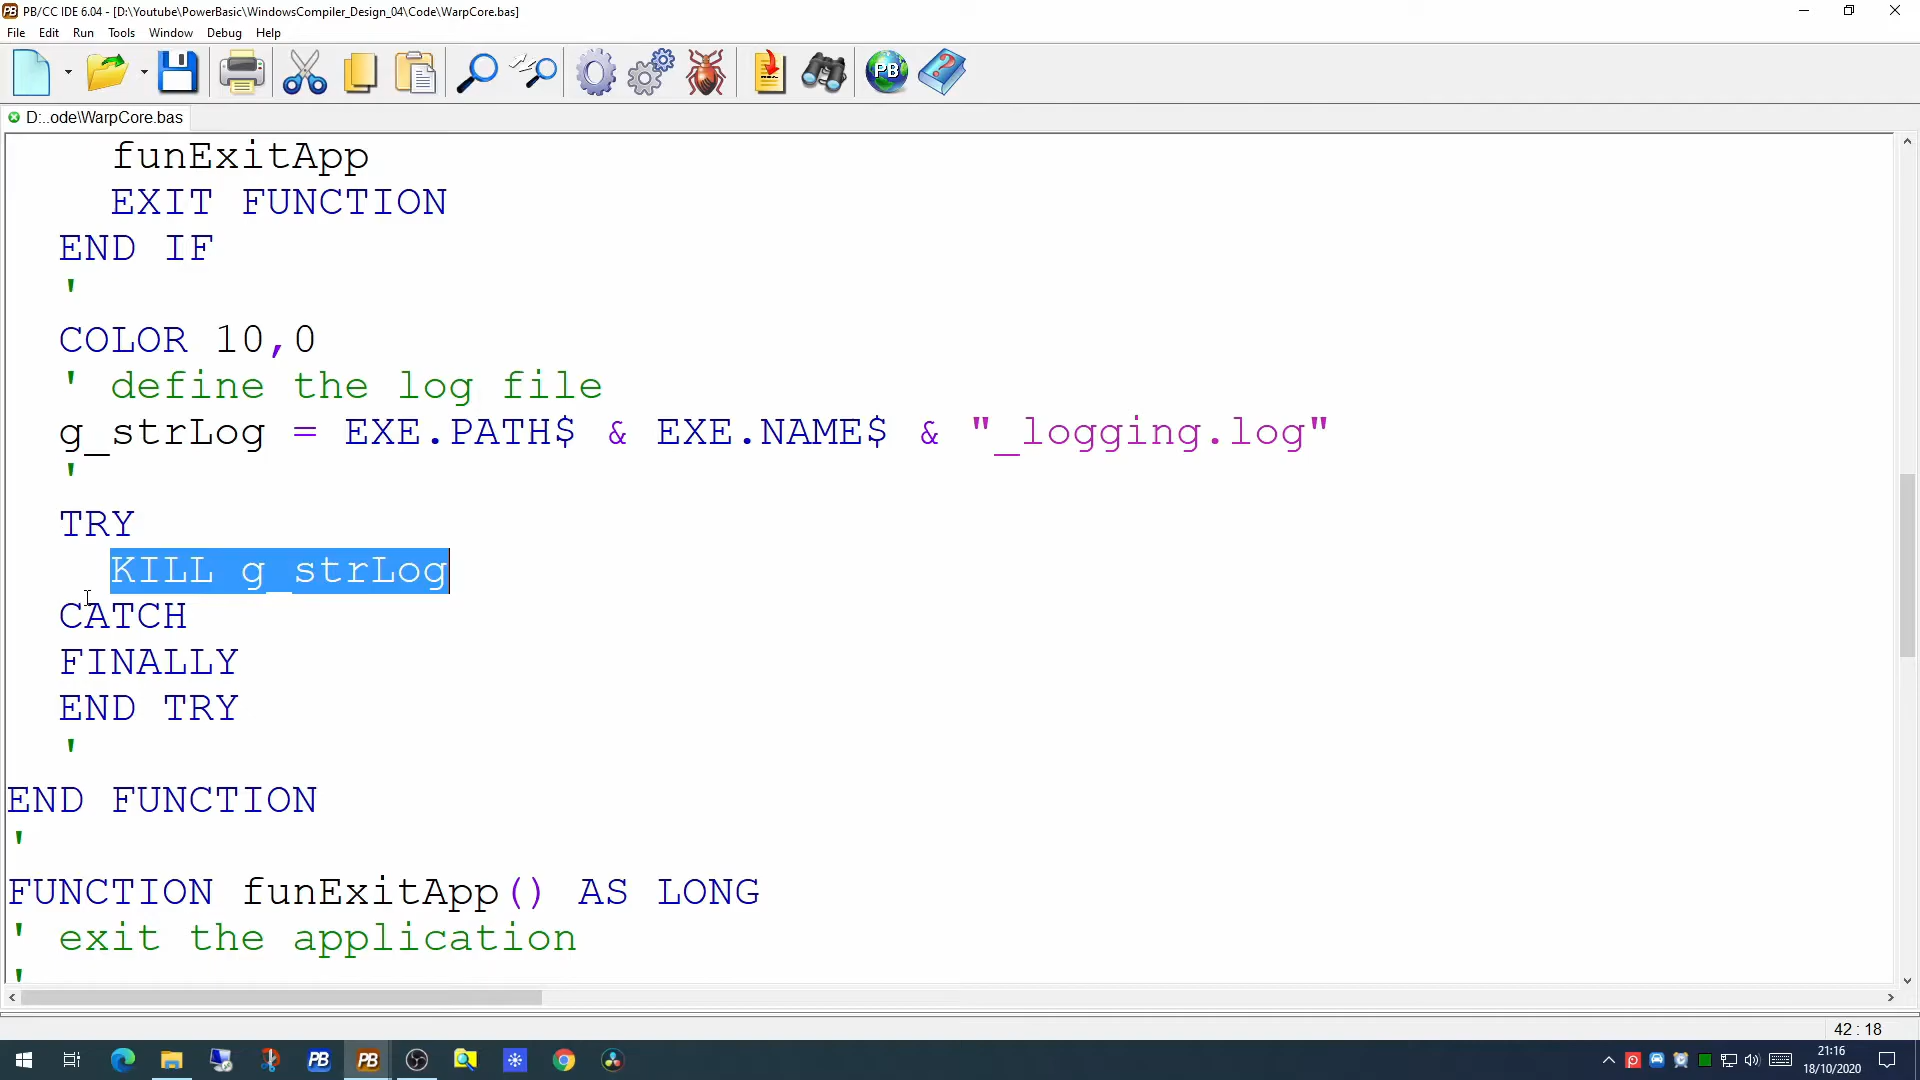 PB/CC IDE 6.04 - [D:\Youtube\PowerBasic\WindowsCompiler_Design_04\Code\WarpCore.bas]
File Edit Run Tools Window Debug Help
PB
D:..ode\WarpCore.bas
funExitApp
EXIT FUNCTION
END IF
'
COLOR 10,0
' define the log file
g_strLog = EXE.PATH$ & EXE.NAME$ & "_logging.log"
'
TRY
KILL g_strLog
CATCH
FINALLY
END TRY
'
END FUNCTION
'
FUNCTION funExitApp() AS LONG
' exit the application
'
42 : 18
PB PB
21:16
18/10/2020